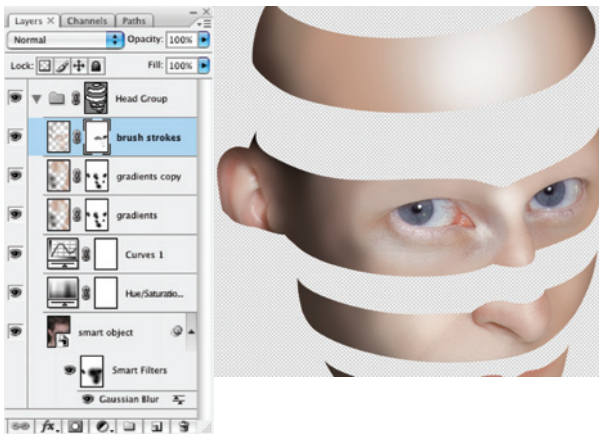 Layers × Channels Paths
Normal Opacity: 100%
Lock: Fill: 100%
Head Group
brush strokes
gradients copy
gradients
Curves 1
Hue/Saturatio...
smart object
Smart Filters
Gaussian Blur
fx.